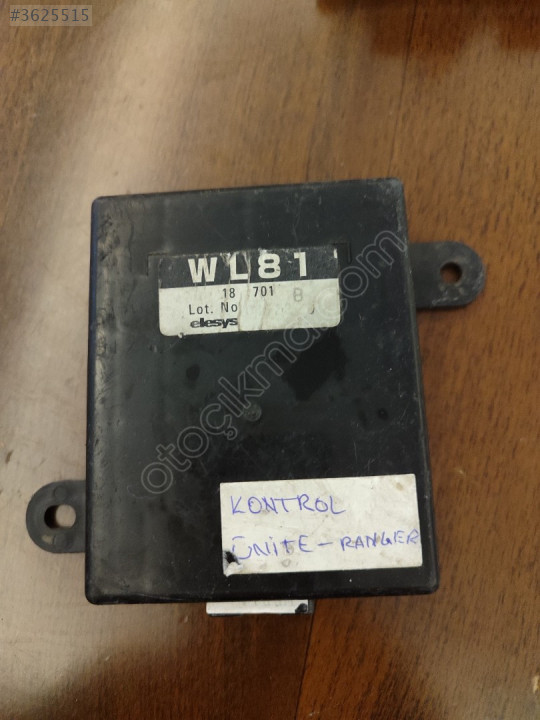 #3625515
WL81
18 701 B
Lot. No
elesys
otoçıkma.com
KONTROL
ÜNİTE - RANGER